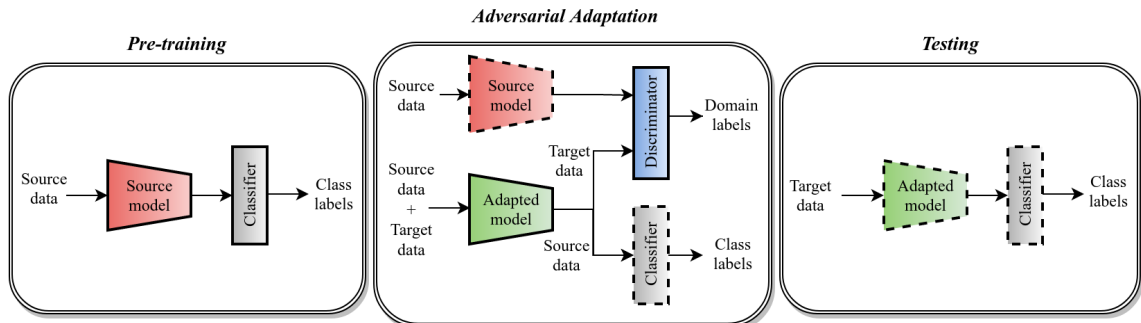 Pre-training
Source
data
Source
model
Classifier
Class
labels
Adversarial Adaptation
Source
data
Source
model
Discriminator
Domain
labels
Target
data
Source
data
+
Target
data
Adapted
model
Source
data
Classifier
Class
labels
Testing
Target
data
Adapted
model
Classifier
Class
labels